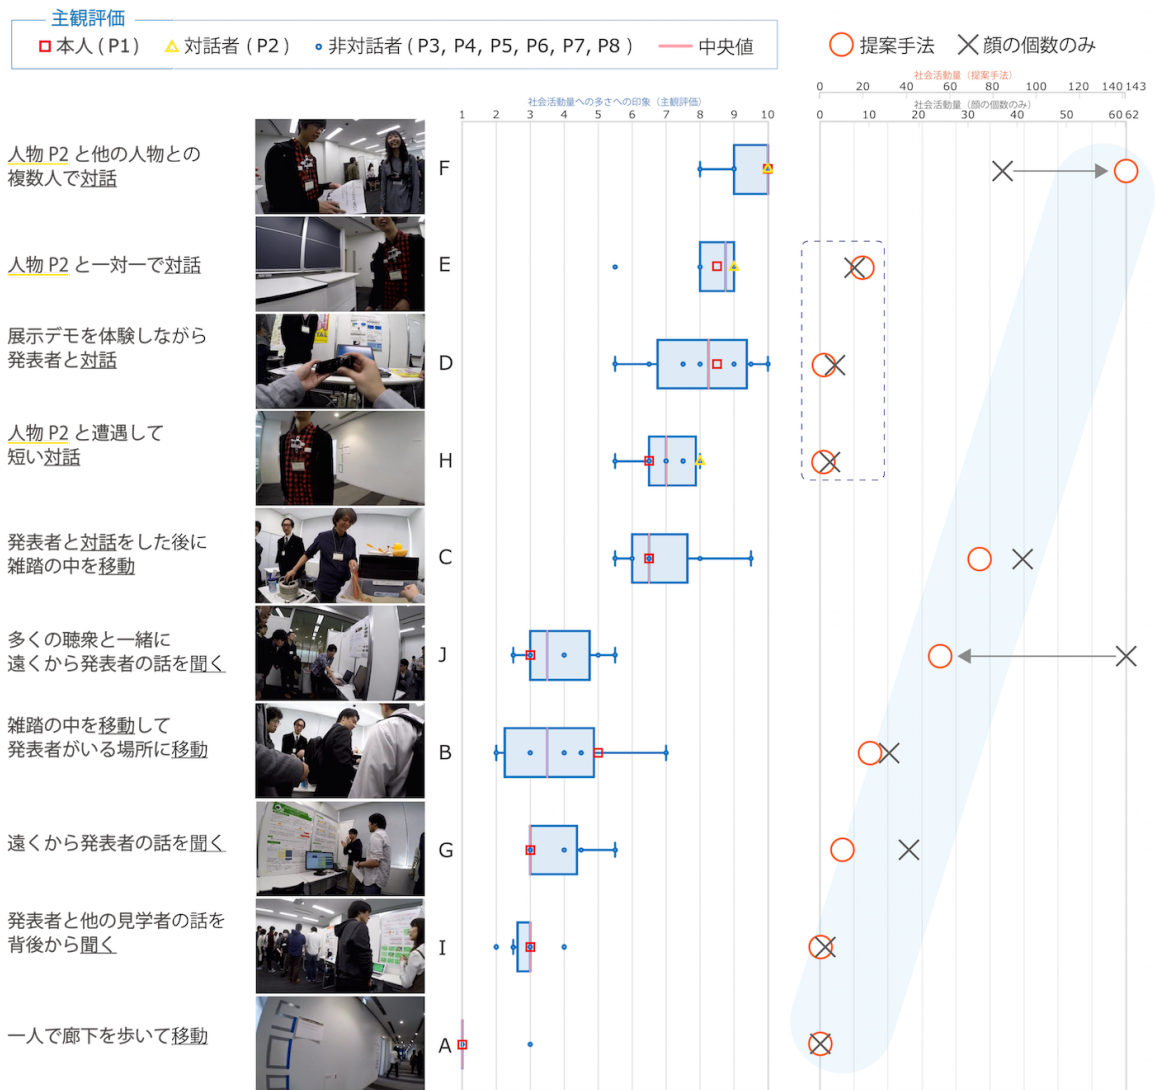 主観評価
本人 ( P1 ) 対話者 ( P2 ) 非対話者 ( P3, P4, P5, P6, P7, P8 ) 中央値
提案手法 顔の個数のみ
社会活動量（提案手法）
0 20 40 60 80 100 120 140 143
社会活動量（顔の個数のみ）
0 10 20 30 40 50 60 62
社会活動量への多さへの印象（主観評価）
1 2 3 4 5 6 7 8 9 10
人物 P2 と他の人物との
複数人で対話
F
人物 P2 と一対一で対話
E
展示デモを体験しながら
発表者と対話
D
人物 P2 と遭遇して
短い対話
H
発表者と対話をした後に
雑踏の中を移動
C
多くの聴衆と一緒に
遠くから発表者の話を聞く
J
雑踏の中を移動して
発表者がいる場所に移動
B
遠くから発表者の話を聞く
G
発表者と他の見学者の話を
背後から聞く
I
一人で廊下を歩いて移動
A